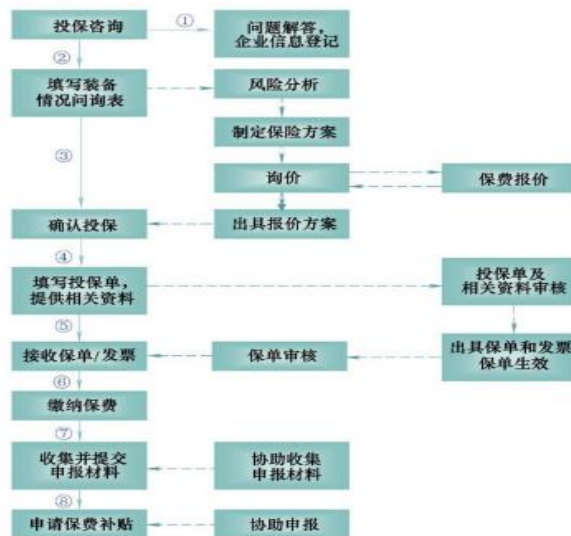 投保咨询
①
问题解答，
企业信息登记
②
填写装备
情况问询表
风险分析
制定保险方案
③
询价
保费报价
确认投保
出具报价方案
④
填写投保单，
提供相关资料
投保单及
相关资料审核
⑤
接收保单/发票
保单审核
出具保单和发票
保单生效
⑥
缴纳保费
⑦
收集并提交
申报材料
协助收集
申报材料
⑧
申请保费补贴
协助申报